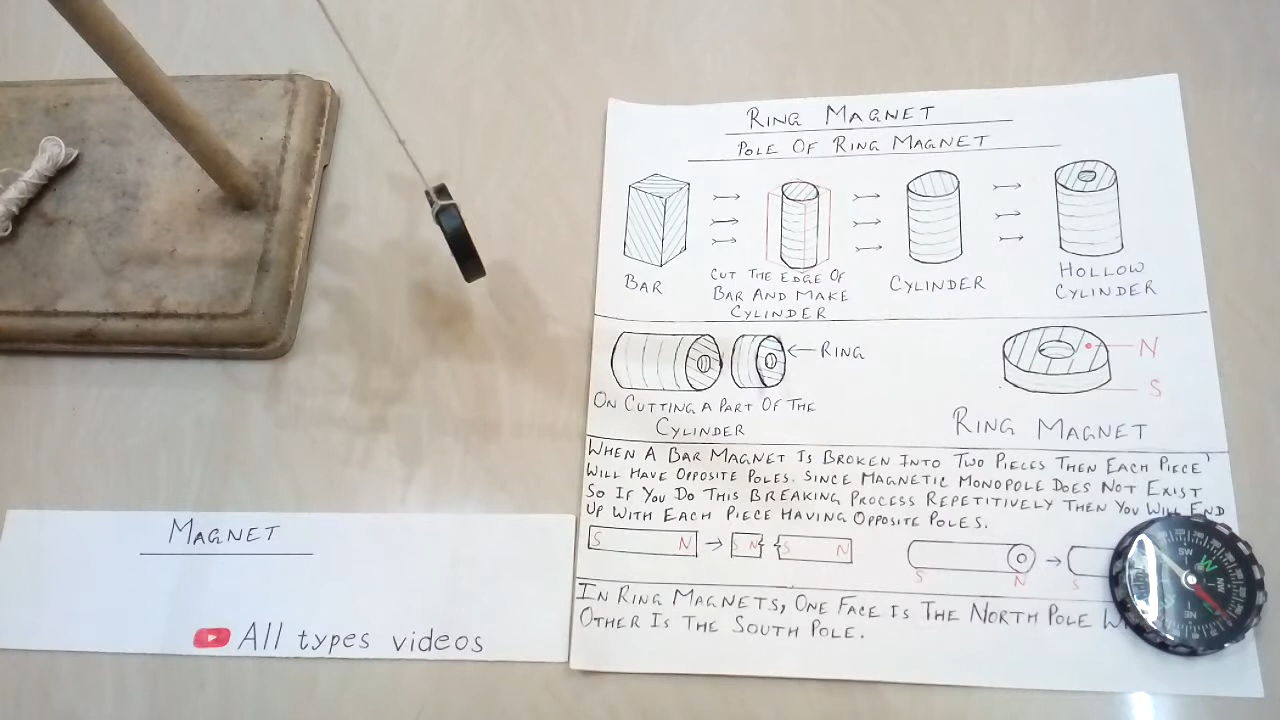 RING MAGNET
POLE OF RING MAGNET
BAR
CUT THE EDGE OF
BAR AND MAKE
CYLINDER
CYLINDER
HOLLOW
CYLINDER
RING
ON CUTTING A PART OF THE
CYLINDER
N
S
RING MAGNET
WHEN A BAR MAGNET IS BROKEN INTO TWO PIECES THEN EACH PIECE
WILL HAVE OPPOSITE POLES. SINCE MAGNETIC MONOPOLE DOES NOT EXIST
SO IF YOU DO THIS BREAKING PROCESS REPETITIVELY THEN YOU WILL END
UP WITH EACH PIECE HAVING OPPOSITE POLES.
S N S N S N
S N S
IN RING MAGNETS, ONE FACE IS THE NORTH POLE
OTHER IS THE SOUTH POLE.
MAGNET
All types videos
SW
W
NW
NE